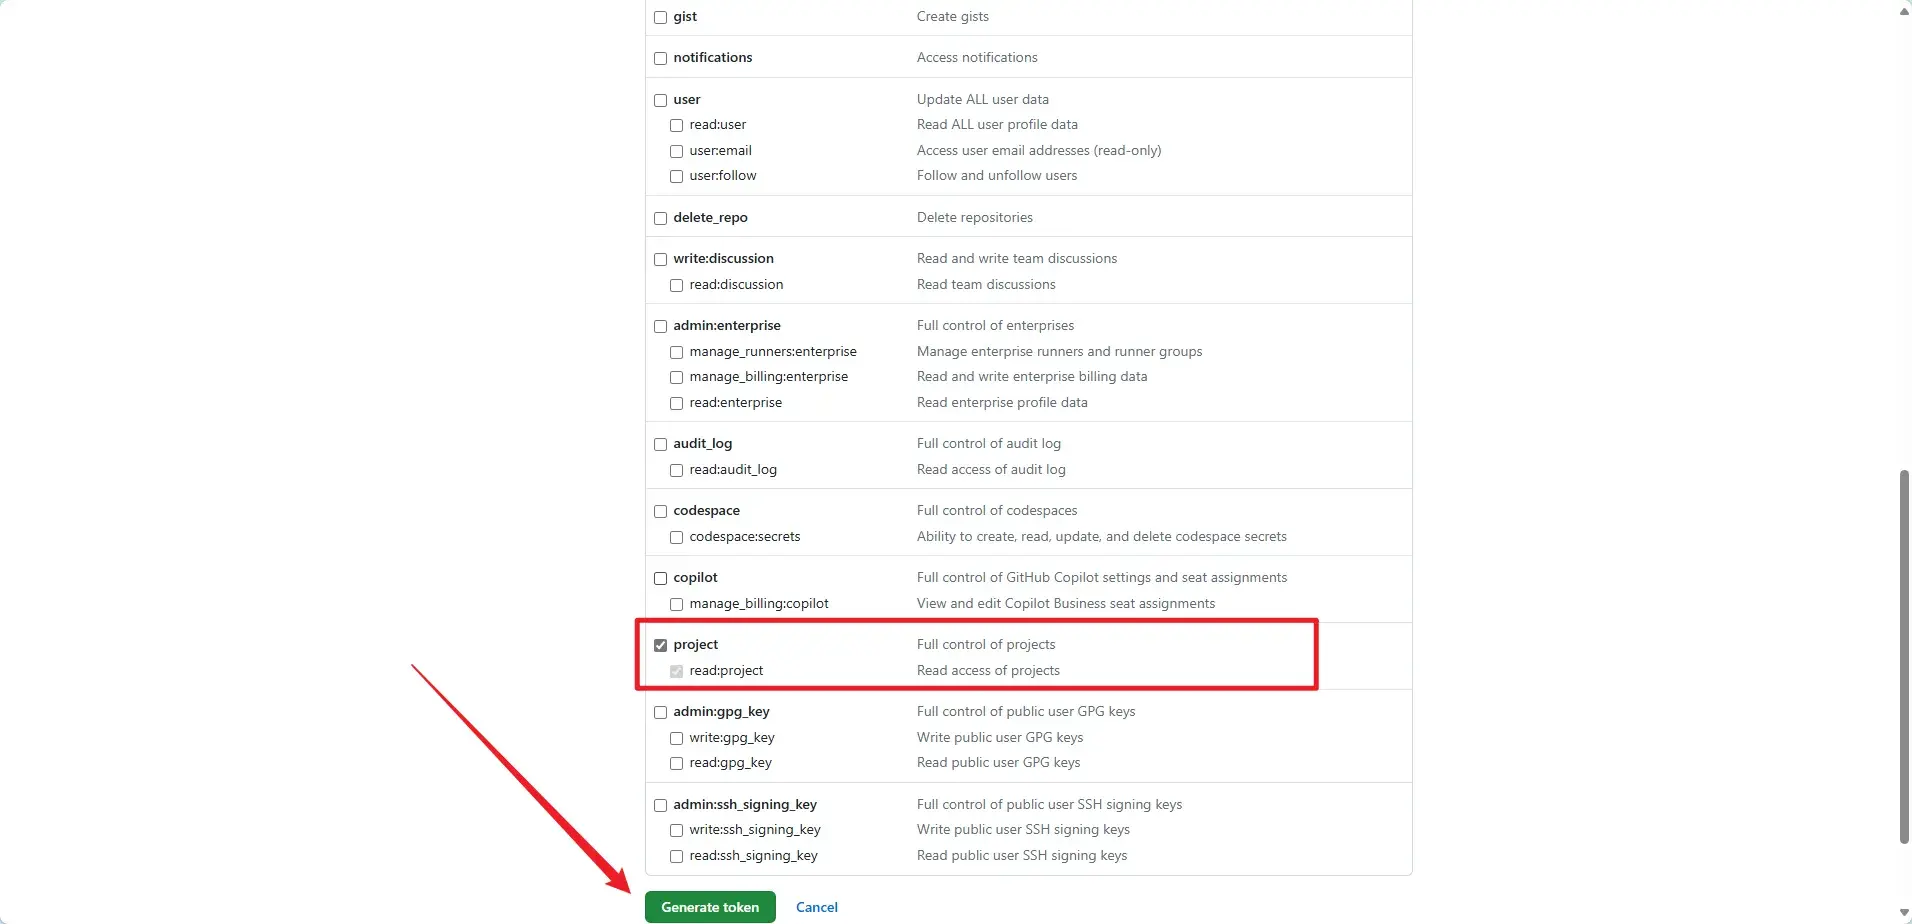 gist Create gists
notifications Access notifications
user Update ALL user data
read:user Read ALL user profile data
user:email Access user email addresses (read-only)
user:follow Follow and unfollow users
delete_repo Delete repositories
write:discussion Read and write team discussions
read:discussion Read team discussions
admin:enterprise Full control of enterprises
manage_runners:enterprise Manage enterprise runners and runner groups
manage_billing:enterprise Read and write enterprise billing data
read:enterprise Read enterprise profile data
audit_log Full control of audit log
read:audit_log Read access of audit log
codespace Full control of codespaces
codespace:secrets Ability to create, read, update, and delete codespace secrets
copilot Full control of GitHub Copilot settings and seat assignments
manage_billing:copilot View and edit Copilot Business seat assignments
project Full control of projects
read:project Read access of projects
admin:gpg_key Full control of public user GPG keys
write:gpg_key Write public user GPG keys
read:gpg_key Read public user GPG keys
admin:ssh_signing_key Full control of public user SSH signing keys
write:ssh_signing_key Write public user SSH signing keys
read:ssh_signing_key Read public user SSH signing keys
Generate token Cancel